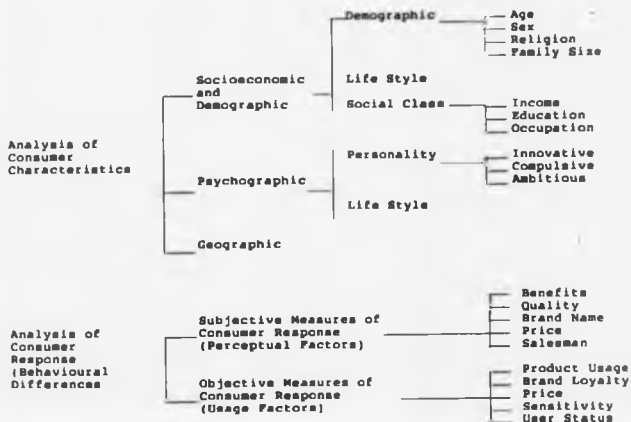 Demographic
Age
Sex
Religion
Family Size
Socioeconomic
and
Demographic
Life Style
Social Class
Income
Education
Occupation
Analysis of
Consumer
Characteristics
Psychographic
Personality
Innovative
Compulsive
Ambitious
Life Style
Geographic
Analysis of
Consumer
Response
(Behavioural
Differences
Subjective Measures of
Consumer Response
(Perceptual Factors)
Benefits
Quality
Brand Name
Price
Salesman
Objective Measures of
Consumer Response
(Usage Factors)
Product Usage
Brand Loyalty
Price
Sensitivity
User Status